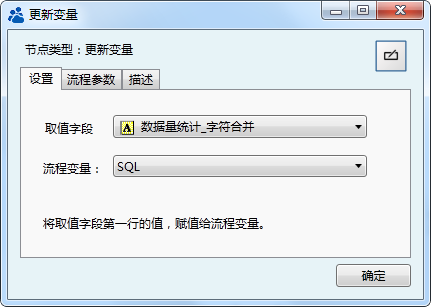 更新变量
节点类型：更新变量
设置 流程参数 描述
取值字段 A 数据量统计_字符合并
流程变量： SQL
将取值字段第一行的值，赋值给流程变量。
确定